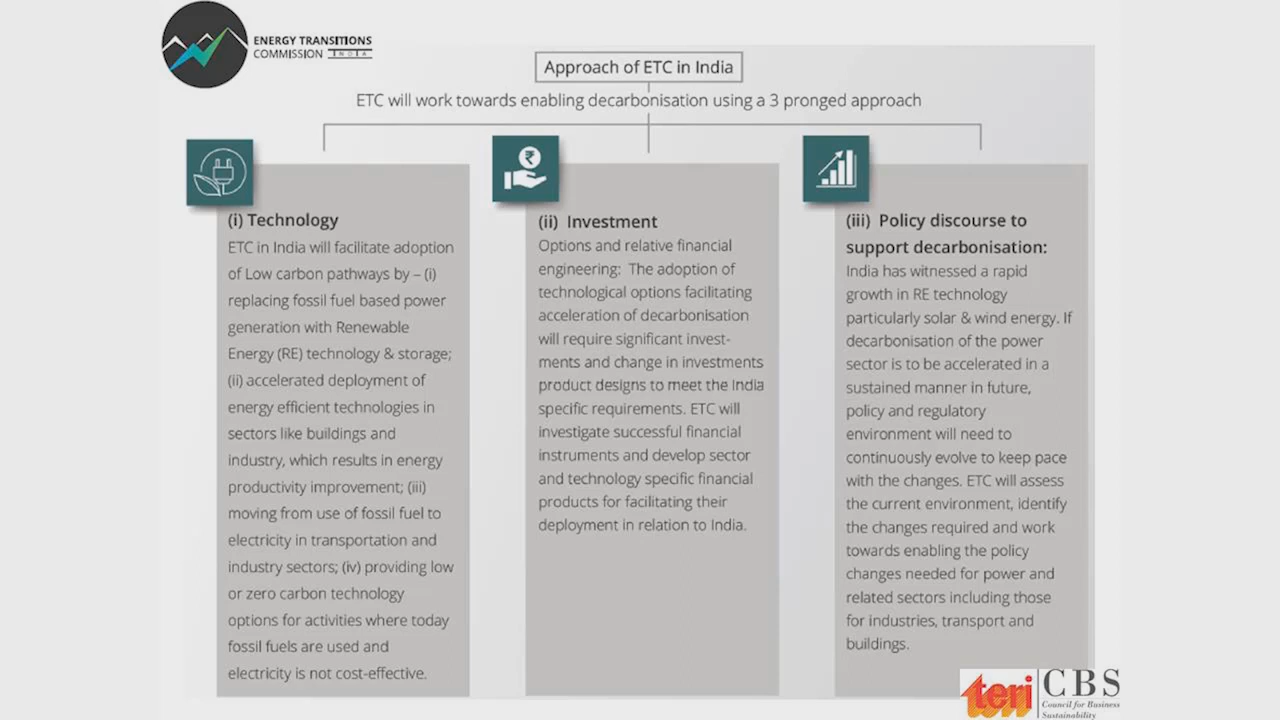 ENERGY TRANSITIONS
COMMISSION INDIA
Approach of ETC in India
ETC will work towards enabling decarbonisation using a 3 pronged approach
(i) Technology
ETC in India will facilitate adoption
of Low carbon pathways by – (i)
replacing fossil fuel based power
generation with Renewable
Energy (RE) technology & storage;
(ii) accelerated deployment of
energy efficient technologies in
sectors like buildings and
industry, which results in energy
productivity improvement; (iii)
moving from use of fossil fuel to
electricity in transportation and
industry sectors; (iv) providing low
or zero carbon technology
options for activities where today
fossil fuels are used and
electricity is not cost-effective.
₹
(ii) Investment
Options and relative financial
engineering: The adoption of
technological options facilitating
acceleration of decarbonisation
will require significant invest-
ments and change in investments
product designs to meet the India
specific requirements. ETC will
investigate successful financial
instruments and develop sector
and technology specific financial
products for facilitating their
deployment in relation to India.
(iii) Policy discourse to
support decarbonisation:
India has witnessed a rapid
growth in RE technology
particularly solar & wind energy. If
decarbonisation of the power
sector is to be accelerated in a
sustained manner in future,
policy and regulatory
environment will need to
continuously evolve to keep pace
with the changes. ETC will assess
the current environment, identify
the changes required and work
towards enabling the policy
changes needed for power and
related sectors including those
for industries, transport and
buildings.
teri
CBS
Council for Business
Sustainability